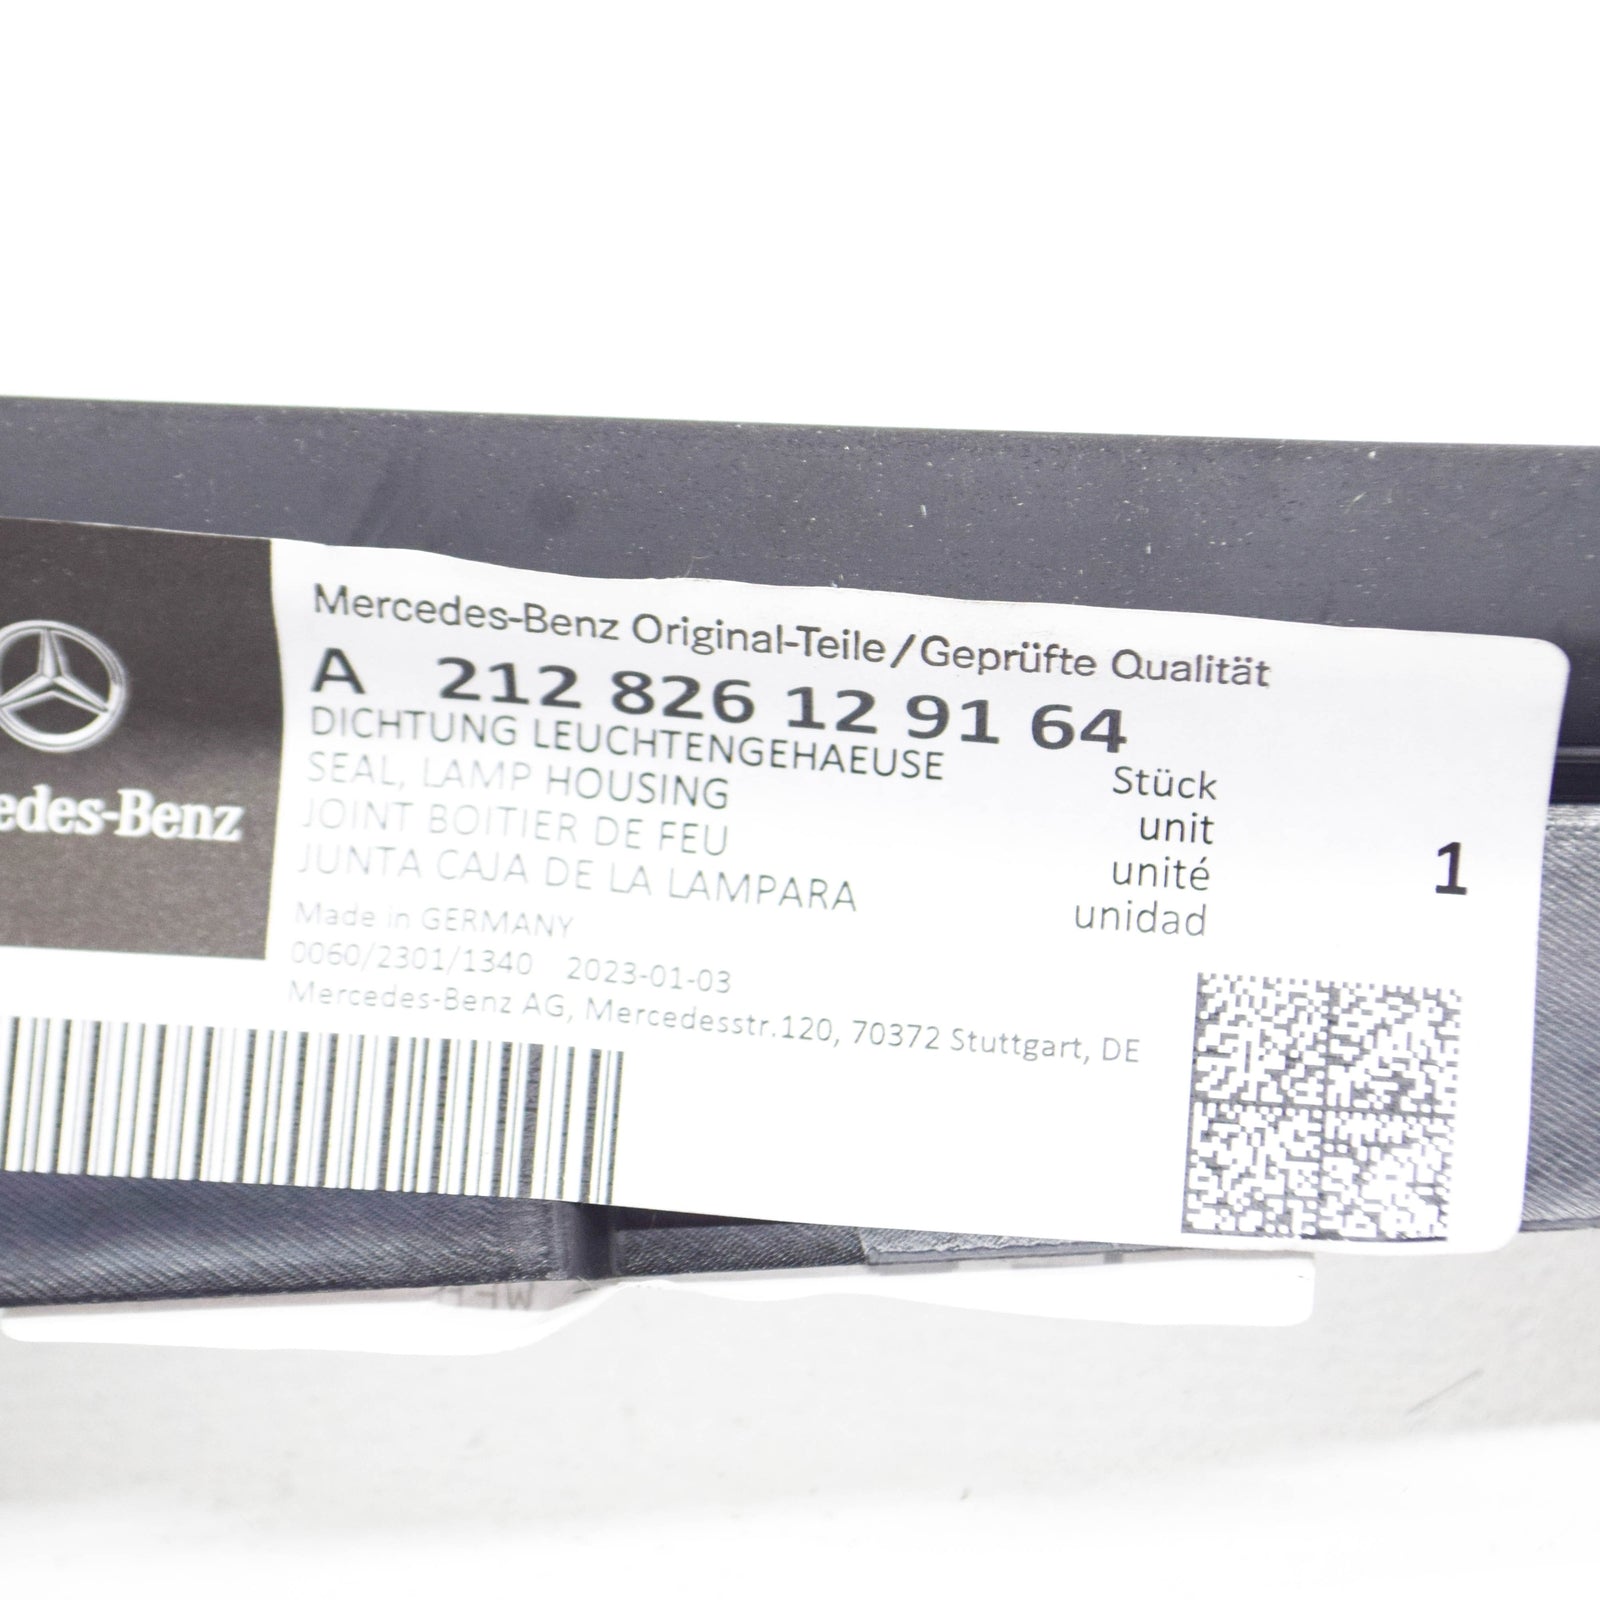 Mercedes-Benz Original-Teile/Geprüfte Qualität
A 212 826 12 91 64
DICHTUNG LEUCHTENGEHAEUSE
SEAL, LAMP HOUSING
JOINT BOITIER DE FEU
JUNTA CAJA DE LA LAMPARA
Stück
unit
unité
unidad
1
Made in GERMANY
0060/2301/1340 2023-01-03
Mercedes-Benz AG, Mercedesstr.120, 70372 Stuttgart, DE
edes-Benz